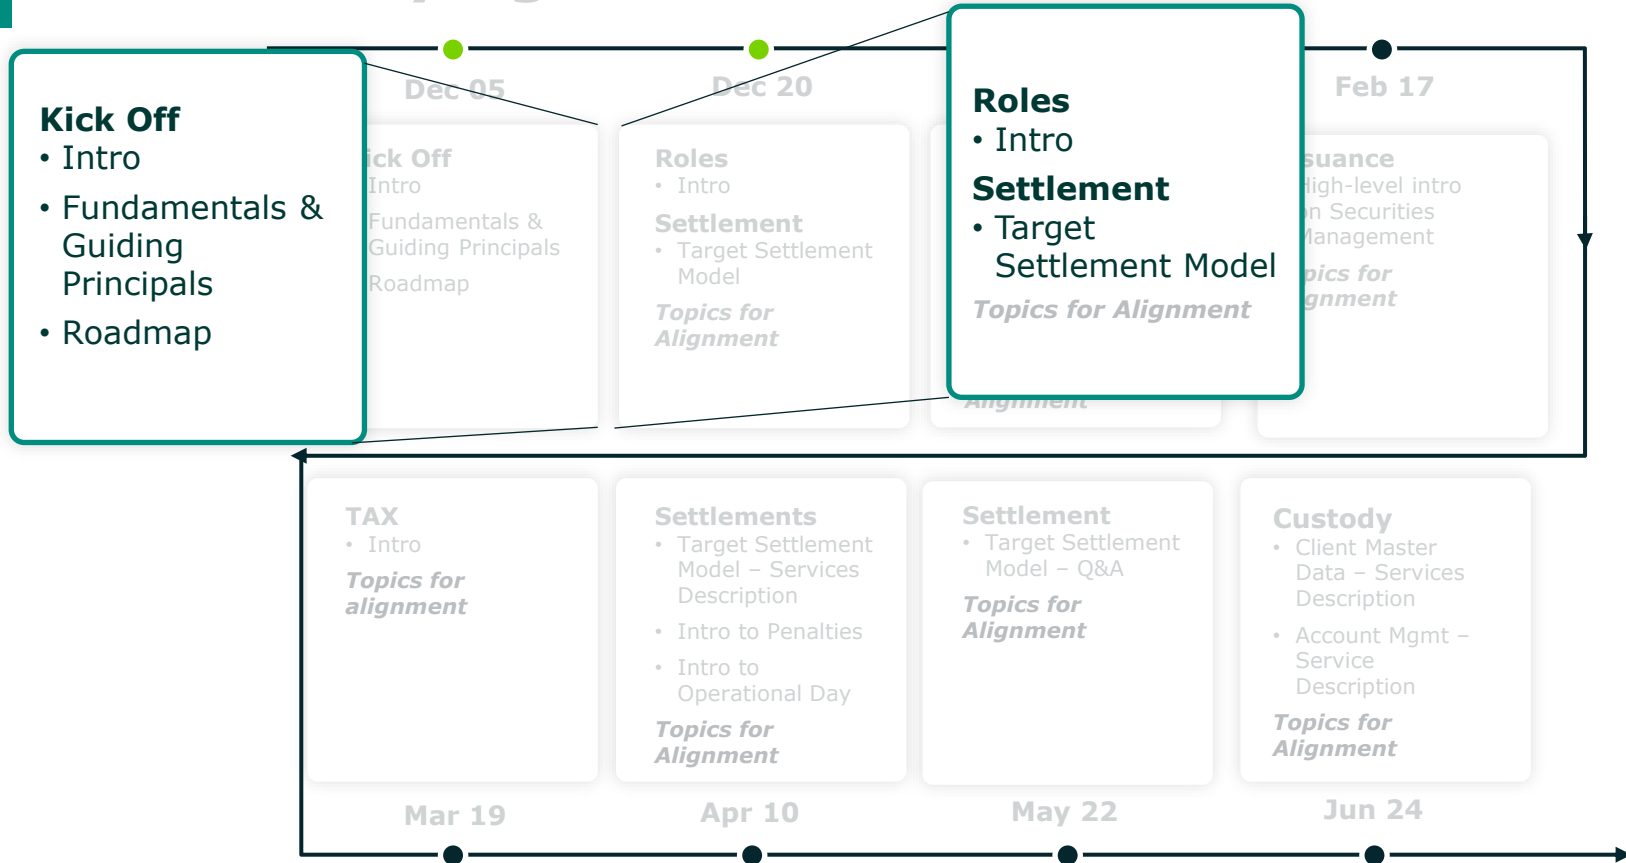 Kick Off
• Intro
• Fundamentals &
Guiding
Principals
• Roadmap
Roles
• Intro
Settlement
• Target
Settlement Model
Topics for Alignment
Dec 05
Dec 20
Feb 17
ick Off
Intro
Fundamentals &
Guiding Principals
Roadmap
Roles
• Intro
Settlement
• Target Settlement
Model
Topics for
Alignment
Alignment
suance
High-level intro
on Securities
Management
pics for
gnment
TAX
• Intro
Topics for
alignment
Settlements
• Target Settlement
Model – Services
Description
• Intro to Penalties
• Intro to
Operational Day
Topics for
Alignment
Settlement
• Target Settlement
Model – Q&A
Topics for
Alignment
Custody
• Client Master
Data – Services
Description
• Account Mgmt –
Service
Description
Topics for
Alignment
Mar 19
Apr 10
May 22
Jun 24